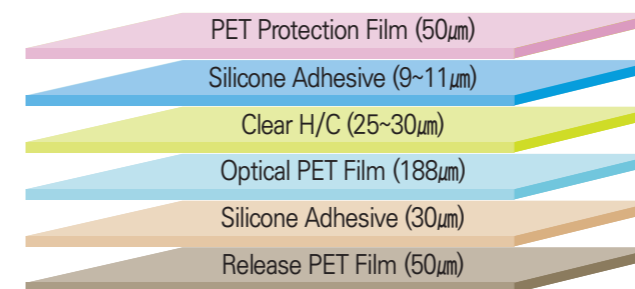 PET Protection Film (50㎛)
Silicone Adhesive (9~11㎛)
Clear H/C (25~30㎛)
Optical PET Film (188㎛)
Silicone Adhesive (30㎛)
Release PET Film (50㎛)